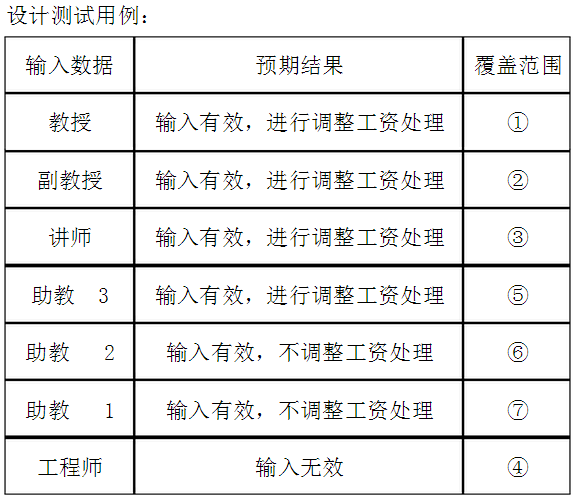 设计测试用例：
输入数据 预期结果 覆盖范围
教授 输入有效，进行调整工资处理 ①
副教授 输入有效，进行调整工资处理 ②
讲师 输入有效，进行调整工资处理 ③
助教 3 输入有效，进行调整工资处理 ⑤
助教 2 输入有效，不调整工资处理 ⑥
助教 1 输入有效，不调整工资处理 ⑦
工程师 输入无效 ④